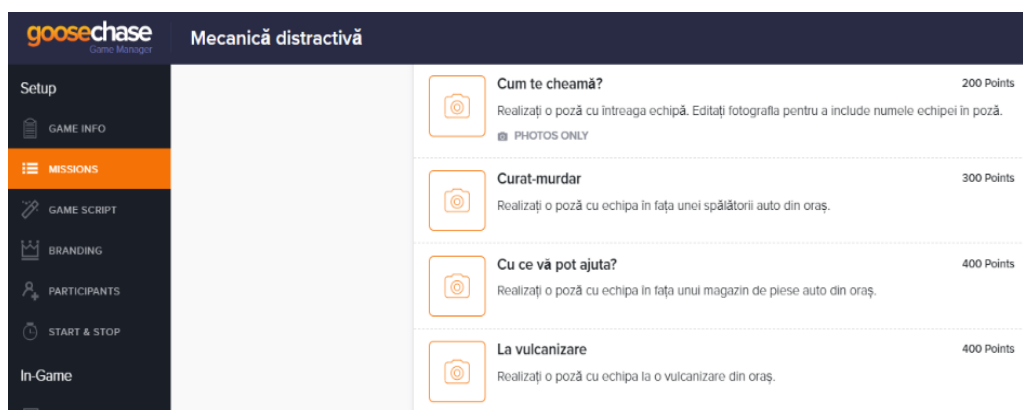 goosechase
Game Manager
Mecanică distractivă
Setup
GAME INFO
MISSIONS
GAME SCRIPT
BRANDING
PARTICIPANTS
START & STOP
In-Game
Cum te cheamă?
200 Points
Realizați o poză cu întreaga echipă. Editați fotografia pentru a include numele echipei în poză.
PHOTOS ONLY
Curat-murdar
300 Points
Realizați o poză cu echipa în fața unei spălătorii auto din oraș.
Cu ce vă pot ajuta?
400 Points
Realizați o poză cu echipa în fața unui magazin de piese auto din oraș.
La vulcanizare
400 Points
Realizați o poză cu echipa la o vulcanizare din oraș.